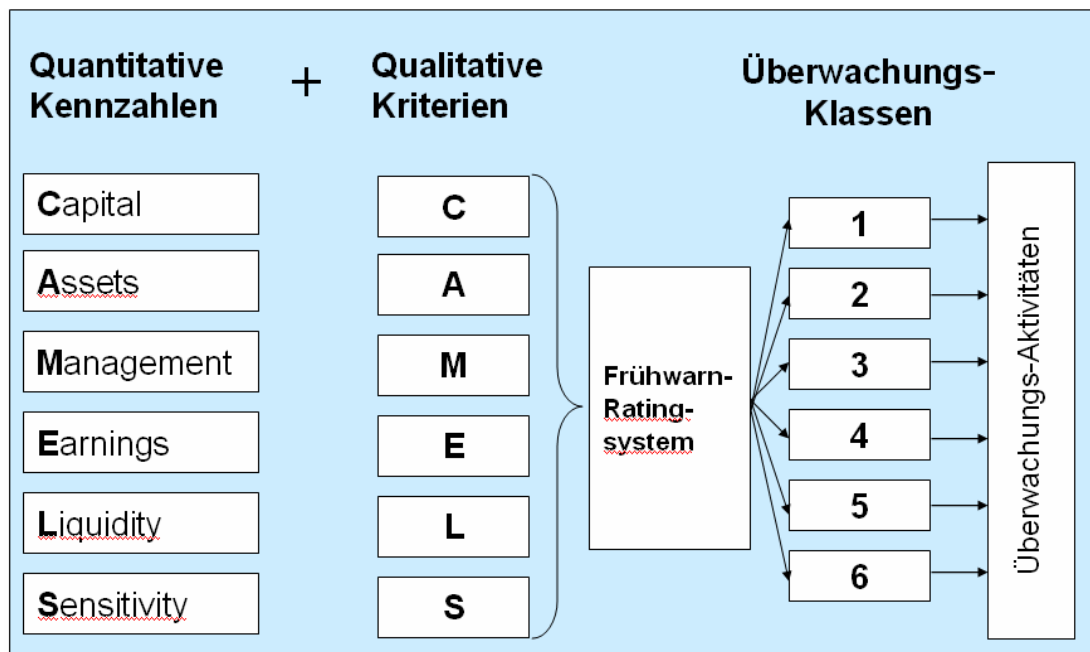 Quantitative
Kennzahlen
+
Qualitative
Kriterien
Überwachungs-
Klassen
Capital
Assets
Management
Earnings
Liquidity
Sensitivity
C
A
M
E
L
S
Frühwarn-
Rating-
system
1
2
3
4
5
6
Überwachungs-Aktivitäten